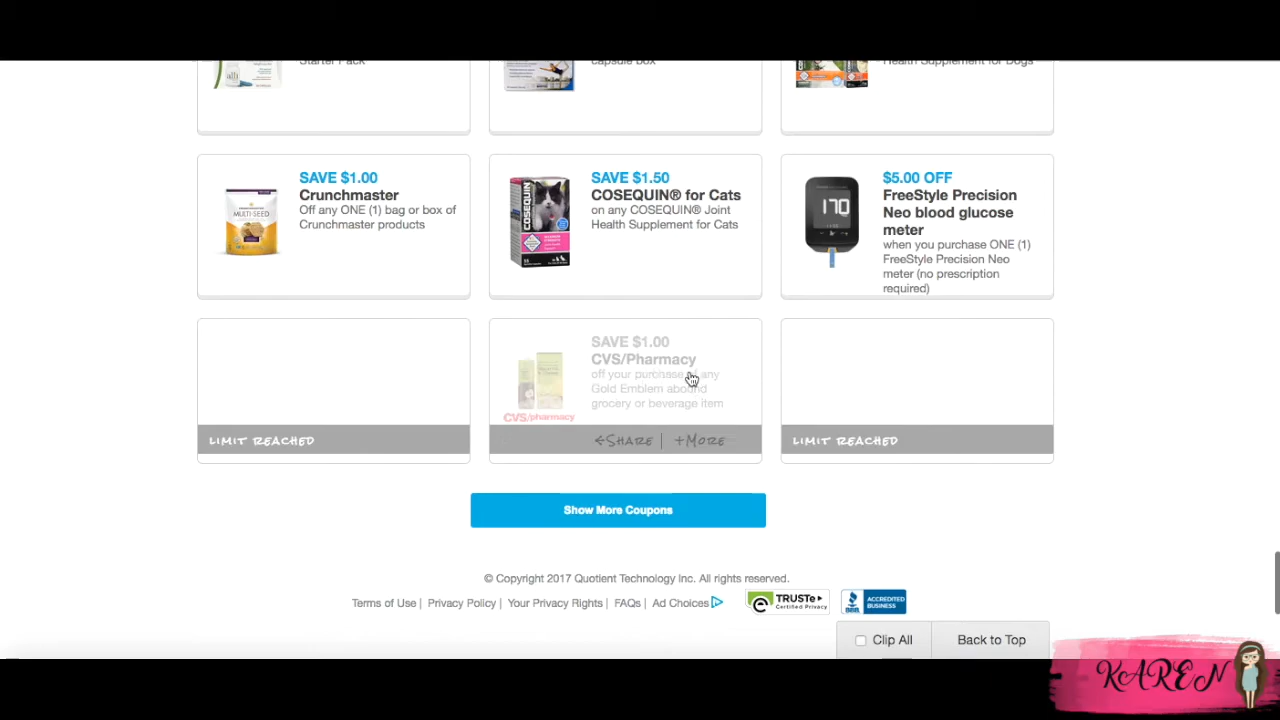 Starter Pack
capsule box
Health Supplement for Dogs
alli
SAVE $1.00
Crunchmaster
Off any ONE (1) bag or box of
Crunchmaster products
MULTI-SEED
SAVE $1.50
COSEQUIN® for Cats
on any COSEQUIN® Joint
Health Supplement for Cats
COSEQUIN
$5.00 OFF
FreeStyle Precision
Neo blood glucose
meter
when you purchase ONE (1)
FreeStyle Precision Neo
meter (no prescription
required)
170
LIMIT REACHED
SAVE $1.00
CVS/Pharmacy
off your purchase of any
Gold Emblem abound
grocery or beverage item
CVS/pharmacy
←SHARE | +MORE
LIMIT REACHED
Show More Coupons
© Copyright 2017 Quotient Technology Inc. All rights reserved.
Terms of Use | Privacy Policy | Your Privacy Rights | FAQs | Ad Choices
TRUSTe
Certified Privacy
BBB
ACCREDITED
BUSINESS
Clip All
Back to Top
KAREN